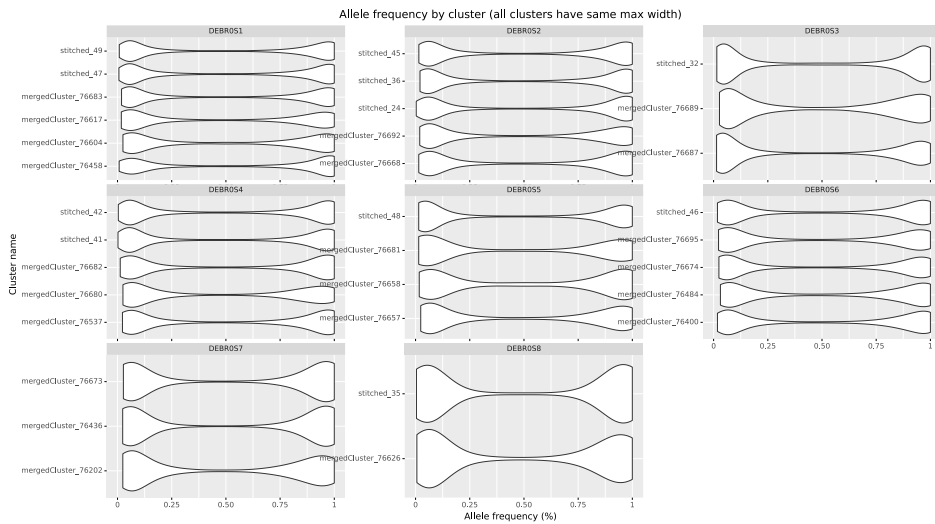 Allele frequency by cluster (all clusters have same max width)
DEBR0S1
stitched_49
stitched_47
mergedCluster_76683
mergedCluster_76617
mergedCluster_76604
mergedCluster_76458
DEBR0S2
stitched_45
stitched_36
stitched_24
mergedCluster_76692
mergedCluster_76668
DEBR0S3
stitched_32
mergedCluster_76689
mergedCluster_76687
DEBR0S4
stitched_42
stitched_41
mergedCluster_76682
mergedCluster_76680
mergedCluster_76537
DEBR0S5
stitched_48
mergedCluster_76681
mergedCluster_76658
mergedCluster_76657
DEBR0S6
stitched_46
mergedCluster_76695
mergedCluster_76674
mergedCluster_76484
mergedCluster_76400
0 0.25 0.50 0.75 1
DEBR0S7
mergedCluster_76673
mergedCluster_76436
mergedCluster_76202
0 0.25 0.50 0.75 1
DEBR0S8
stitched_35
mergedCluster_76626
0 0.25 0.50 0.75 1
Allele frequency (%)
Cluster name